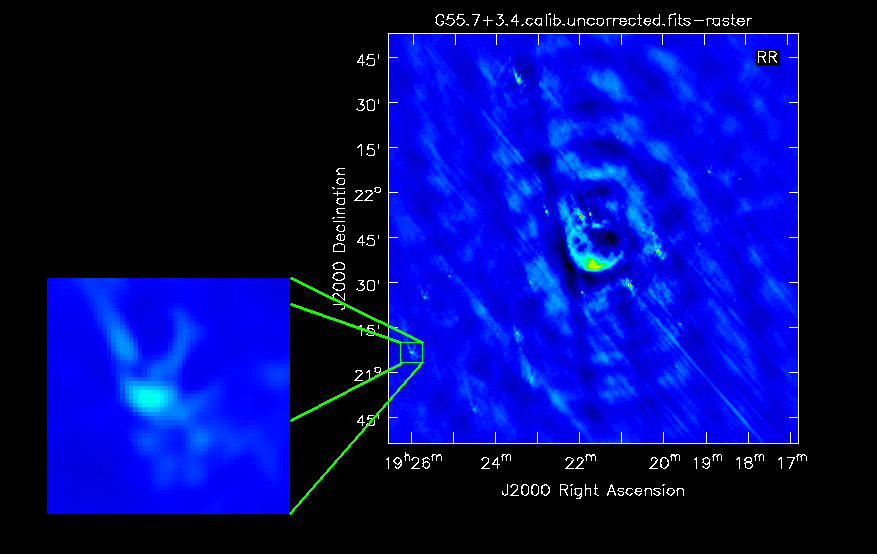 G55.7+3.4.calib.uncorrected.fits-raster
RR
45'
30'
15'
22°
45'
30'
15'
21°
45'
J2000 Declination
19ʰ26ᵐ 24ᵐ 22ᵐ 20ᵐ 19ᵐ 18ᵐ 17ᵐ
J2000 Right Ascension